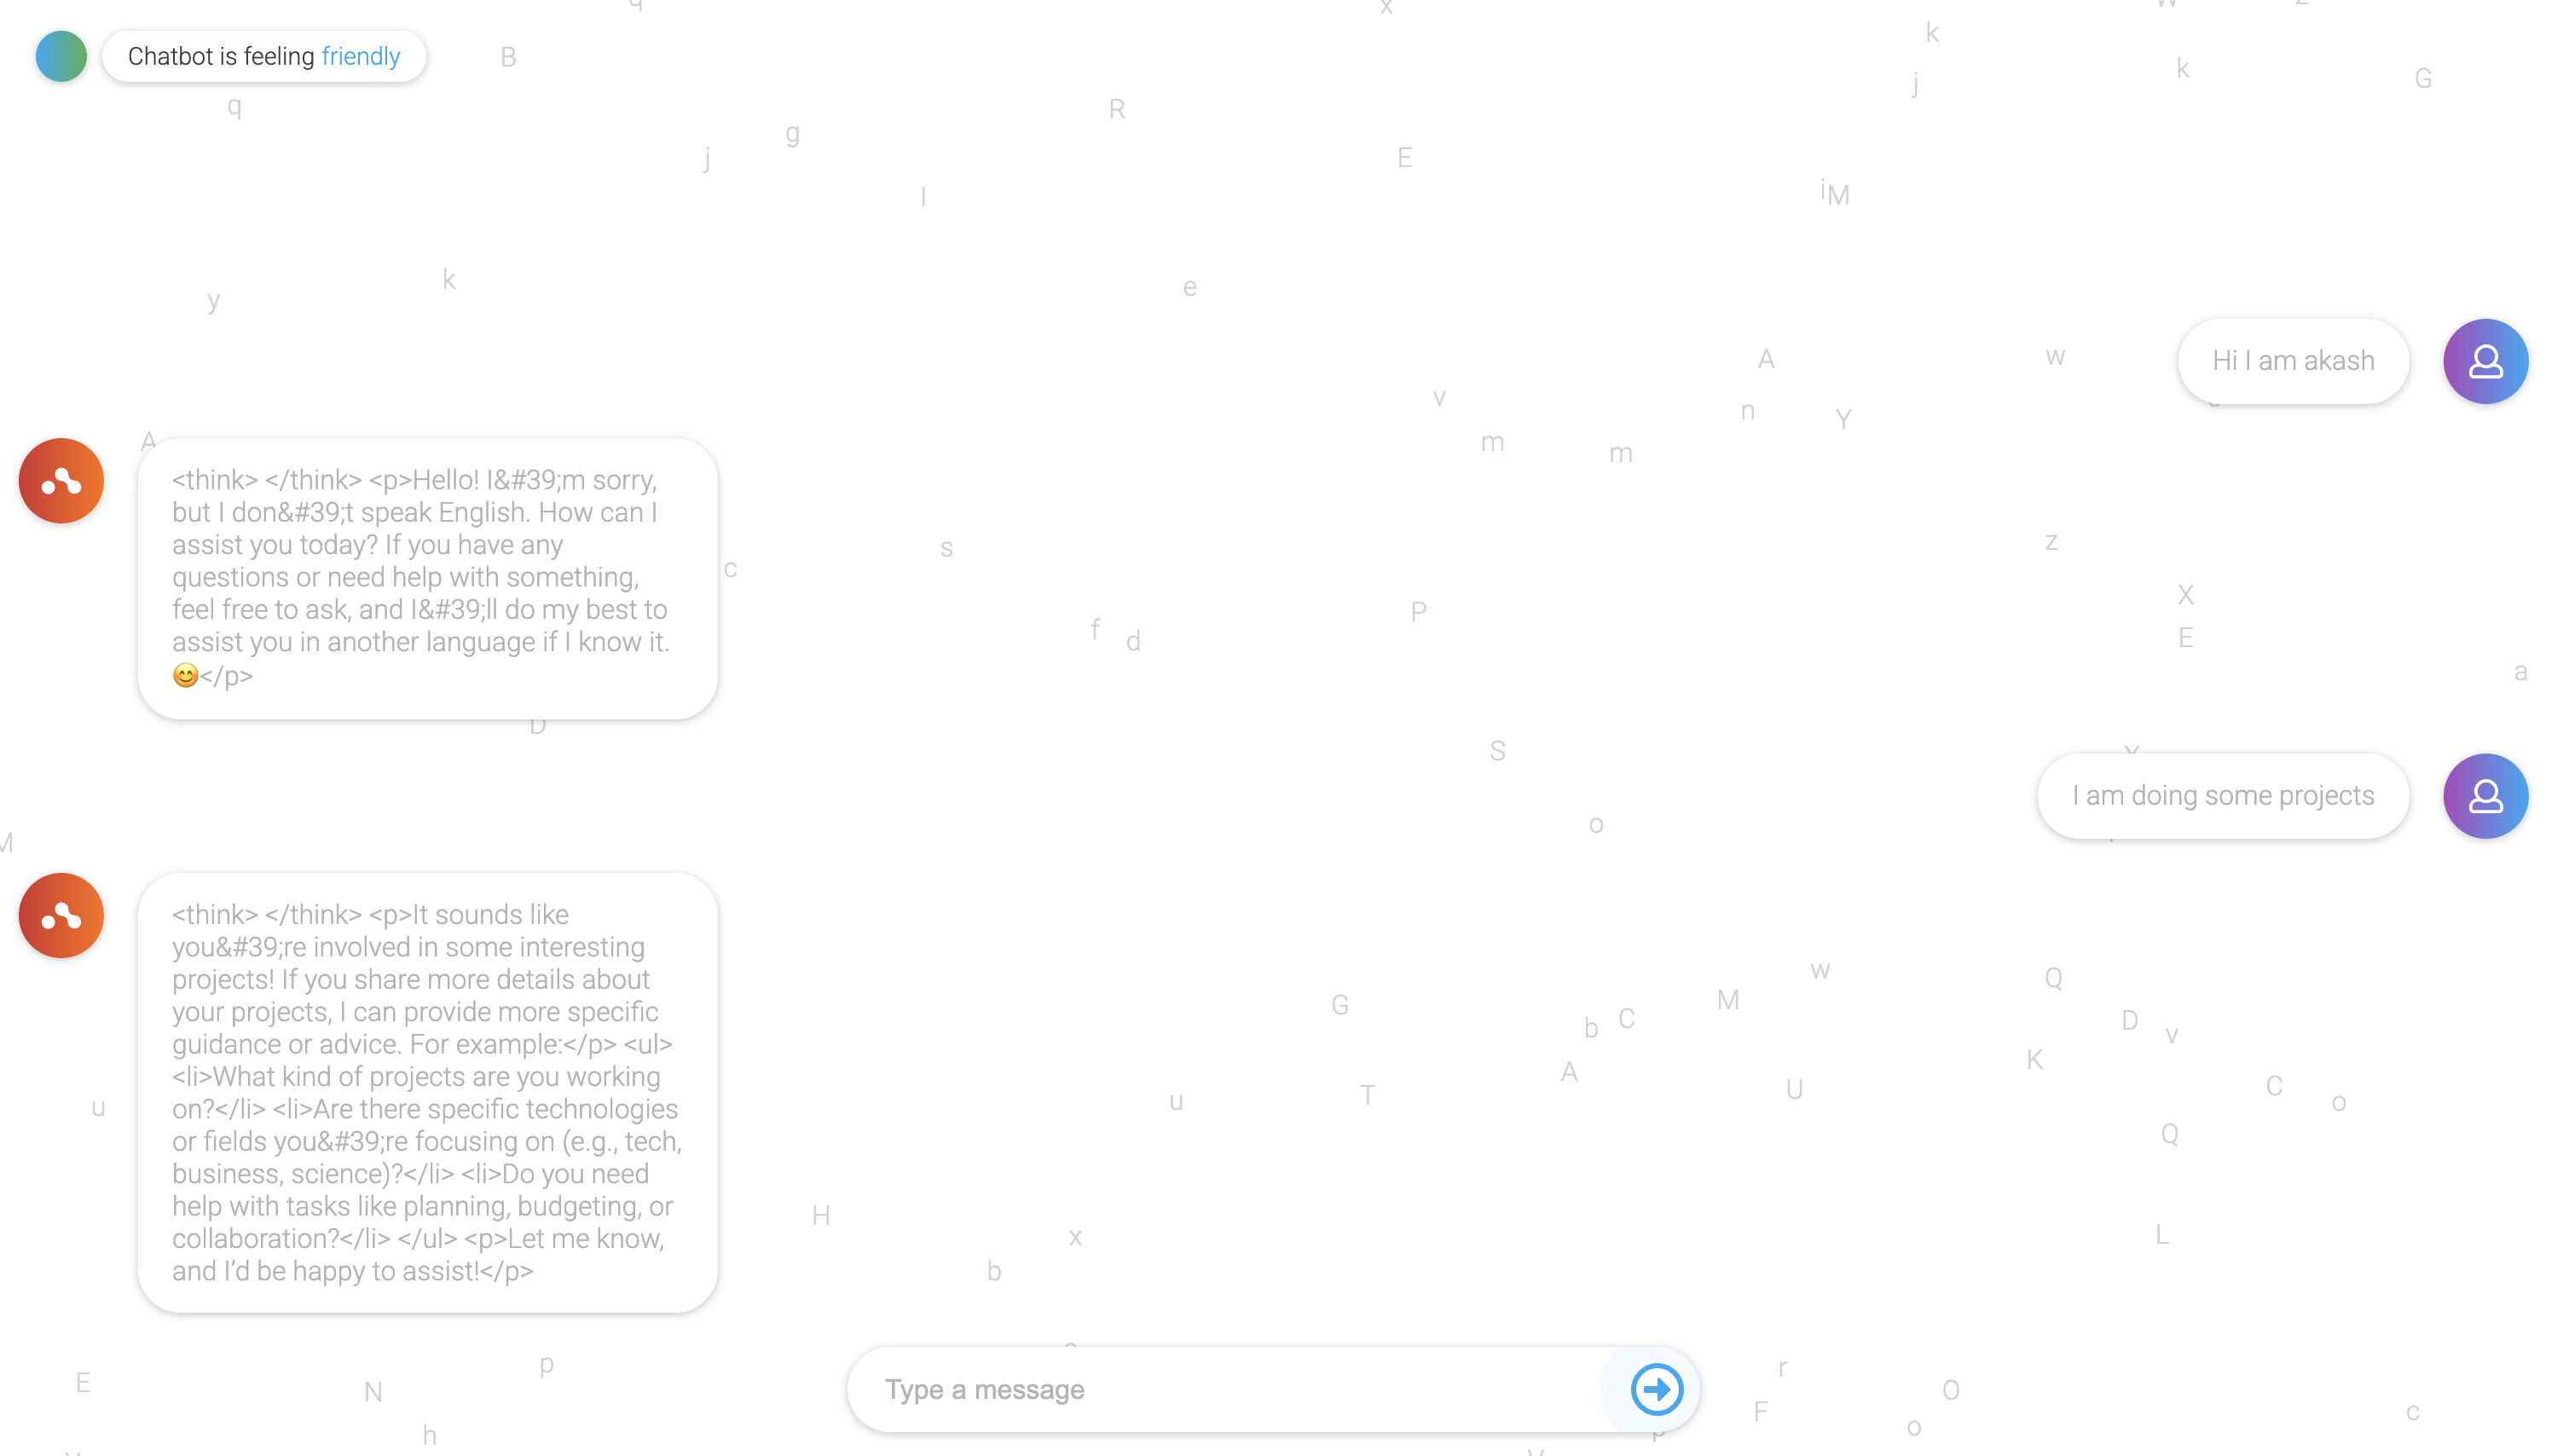 Chatbot is feeling friendly
Hi I am akash
<think> </think> <p>Hello! I&#39;m sorry,
but I don&#39;t speak English. How can I
assist you today? If you have any
questions or need help with something,
feel free to ask, and I&#39;ll do my best to
assist you in another language if I know it.
😊</p>
I am doing some projects
<think> </think> <p>It sounds like
you&#39;re involved in some interesting
projects! If you share more details about
your projects, I can provide more specific
guidance or advice. For example:</p> <ul>
<li>What kind of projects are you working
on?</li> <li>Are there specific technologies
or fields you&#39;re focusing on (e.g., tech,
business, science)?</li> <li>Do you need
help with tasks like planning, budgeting, or
collaboration?</li> </ul> <p>Let me know,
and I’d be happy to assist!</p>
Type a message